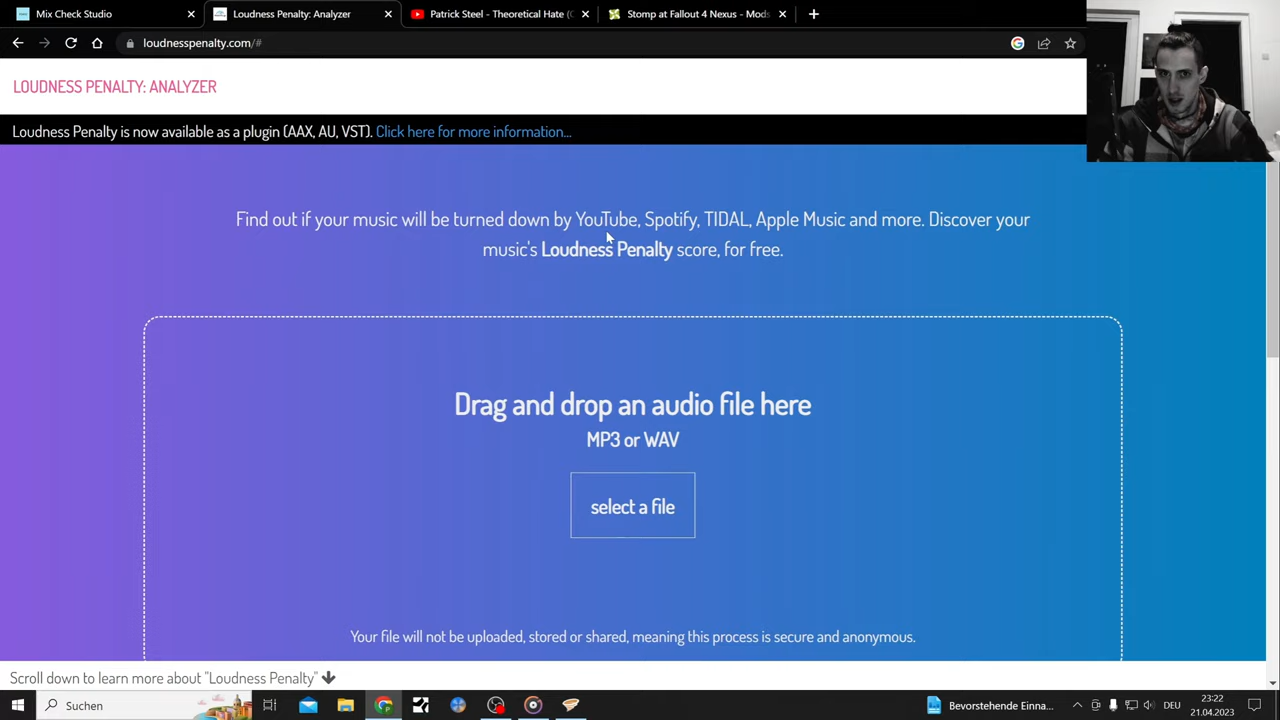 Mix Check Studio
Loudness Penalty: Analyzer
Patrick Steel - Theoretical Hate (
Stomp at Fallout 4 Nexus - Mods
loudnesspenalty.com/#
LOUDNESS PENALTY: ANALYZER
Loudness Penalty is now available as a plugin (AAX, AU, VST). Click here for more information...
Find out if your music will be turned down by YouTube, Spotify, TIDAL, Apple Music and more. Discover your
music's Loudness Penalty score, for free.
Drag and drop an audio file here
MP3 or WAV
select a file
Your file will not be uploaded, stored or shared, meaning this process is secure and anonymous.
Scroll down to learn more about "Loudness Penalty"
Suchen
Bevorstehende Einna...
DEU
23:22
21.04.2023